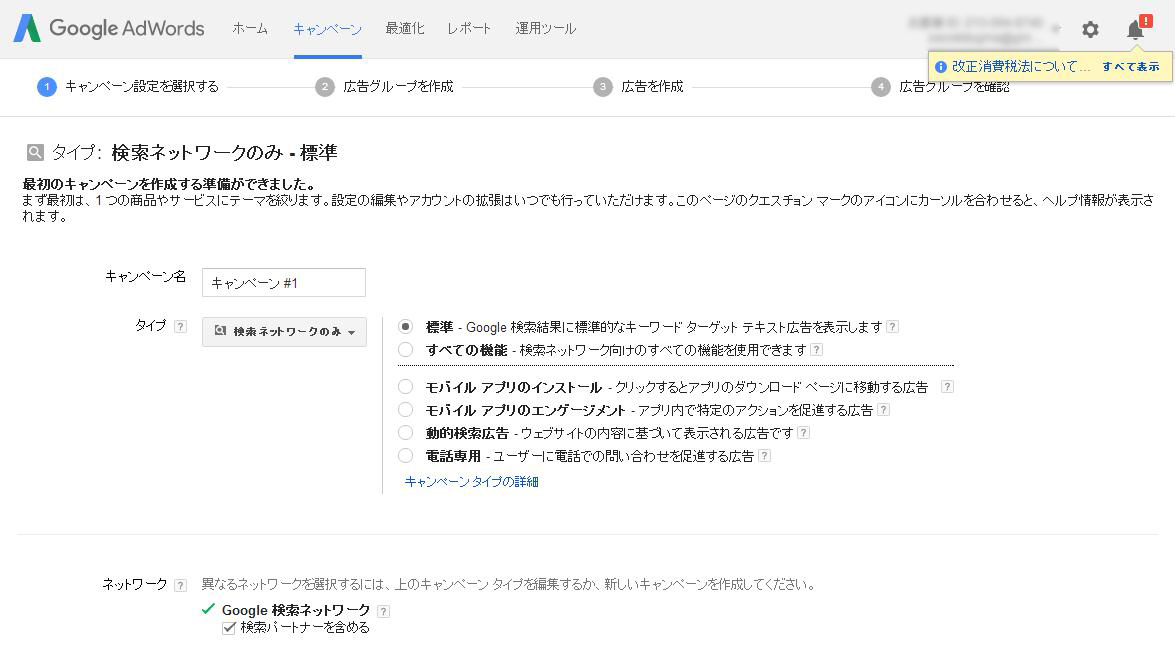 Google AdWords ホーム キャンペーン 最適化 レポート 運用ツール
!
改正消費税法について... すべて表示
1 キャンペーン設定を選択する 2 広告グループを作成 3 広告を作成 4 広告グループを確認
タイプ: 検索ネットワークのみ - 標準
最初のキャンペーンを作成する準備ができました。
まず最初は、1 つの商品やサービスにテーマを絞ります。設定の編集やアカウントの拡張はいつでも行っていただけます。このページのクエスチョン マークのアイコンにカーソルを合わせると、ヘルプ情報が表示さ
れます。
キャンペーン名 キャンペーン #1
タイプ ? 検索ネットワークのみ
標準 - Google 検索結果に標準的なキーワード ターゲット テキスト広告を表示します ?
すべての機能 - 検索ネットワーク向けのすべての機能を使用できます ?
モバイル アプリのインストール - クリックするとアプリのダウンロード ページに移動する広告 ?
モバイル アプリのエンゲージメント - アプリ内で特定のアクションを促進する広告 ?
動的検索広告 - ウェブサイトの内容に基づいて表示される広告です ?
電話専用 - ユーザーに電話での問い合わせを促進する広告 ?
キャンペーン タイプの詳細
ネットワーク ? 異なるネットワークを選択するには、上のキャンペーン タイプを編集するか、新しいキャンペーンを作成してください。
Google 検索ネットワーク ?
検索パートナーを含める